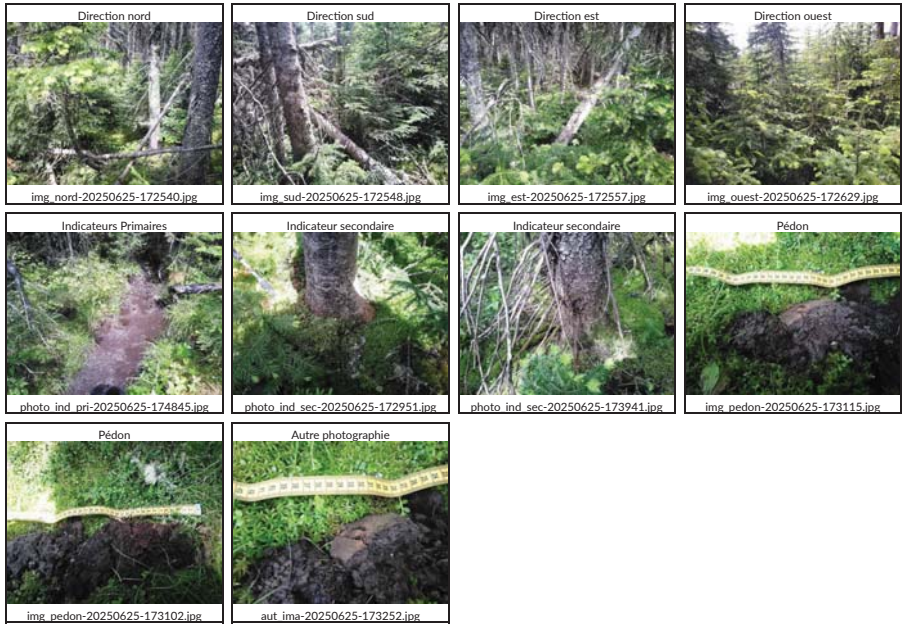 Direction nord
Direction sud
Direction est
Direction ouest
img_nord-20250625-172540.jpg
img_sud-20250625-172548.jpg
img_est-20250625-172557.jpg
img_ouest-20250625-172629.jpg
Indicateurs Primaires
Indicateur secondaire
Indicateur secondaire
Pédon
photo_ind_pri-20250625-174845.jpg
photo_ind_sec-20250625-172951.jpg
photo_ind_sec-20250625-173941.jpg
img_pedon-20250625-173115.jpg
Pédon
Autre photographie
img_pedon-20250625-173102.jpg
aut_ima-20250625-173252.jpg